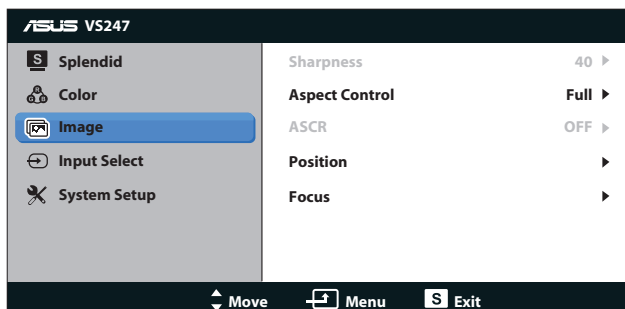 ASUS VS247
S Splendid
Color
Image
Input Select
System Setup
Sharpness 40
Aspect Control Full
ASCR OFF
Position
Focus
Move Menu S Exit